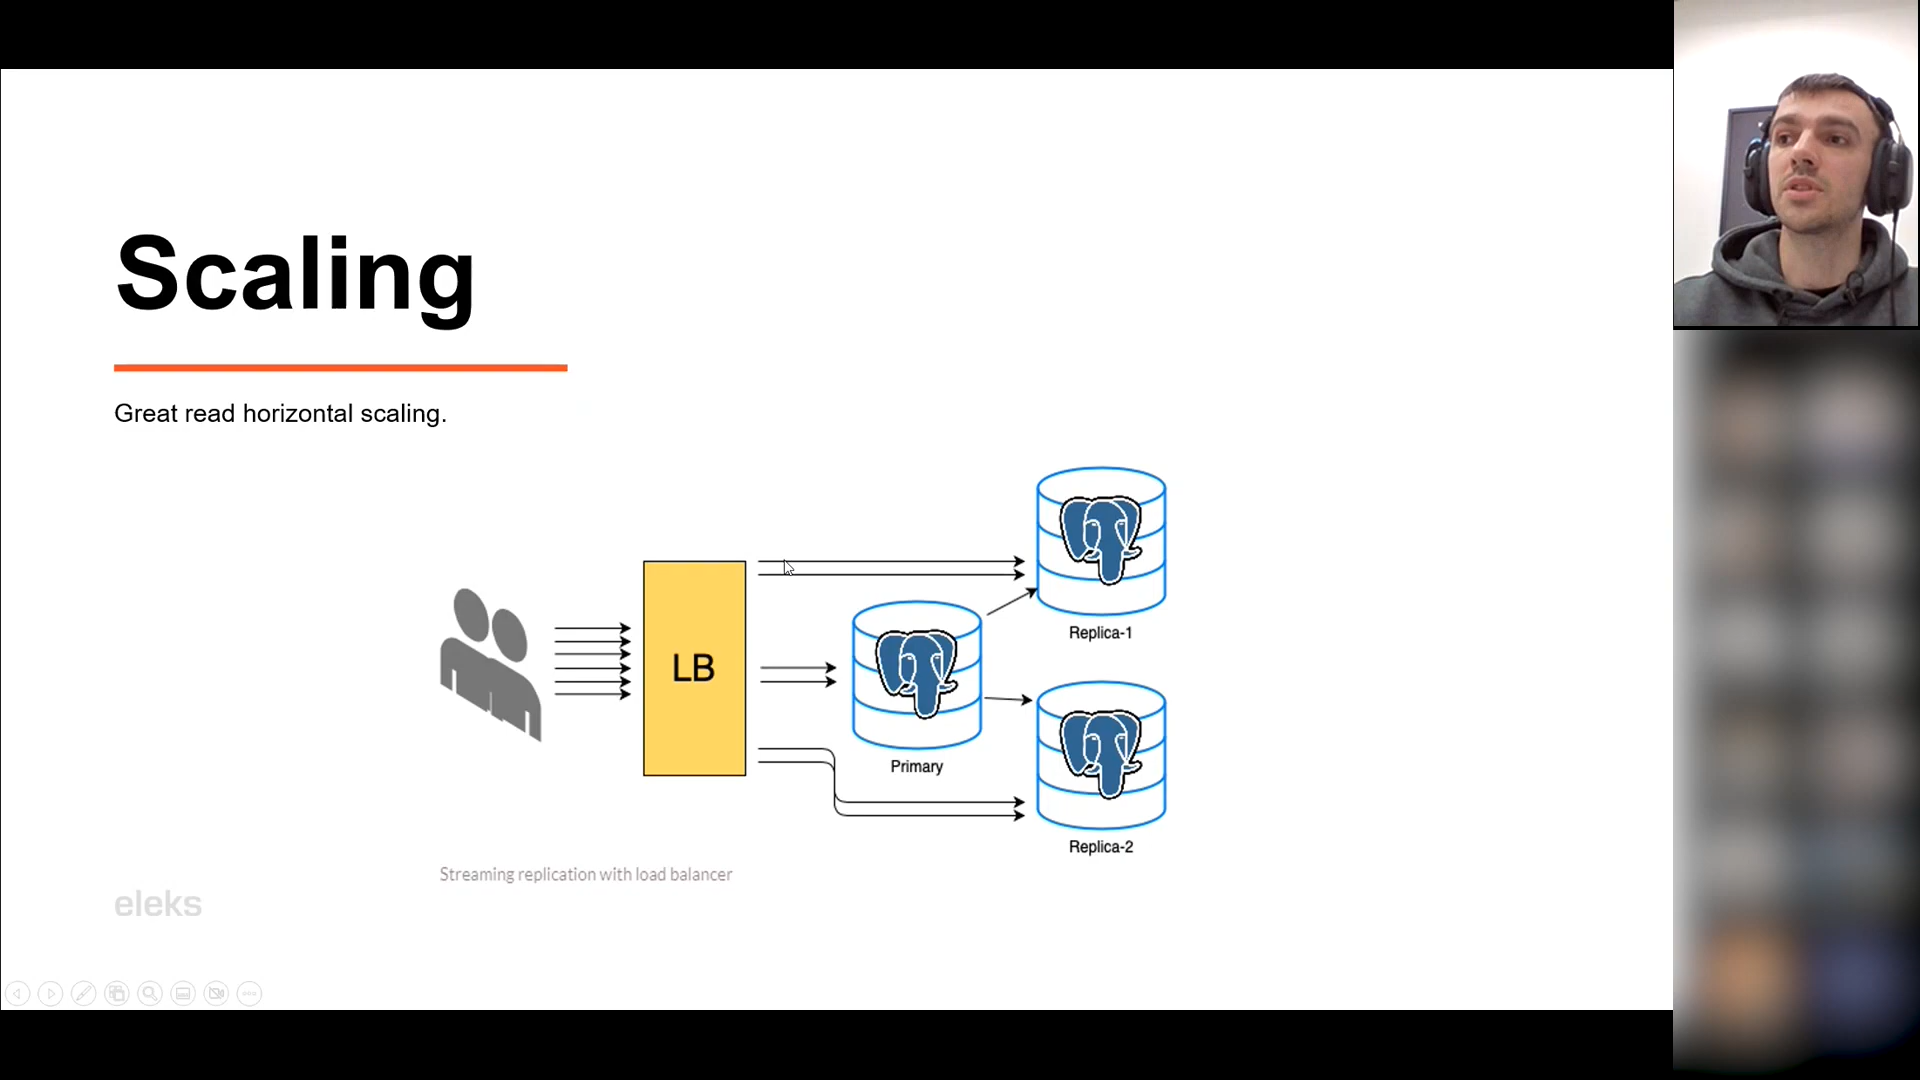 Scaling
Great read horizontal scaling.
LB
Replica-1
Primary
Replica-2
Streaming replication with load balancer
eleks